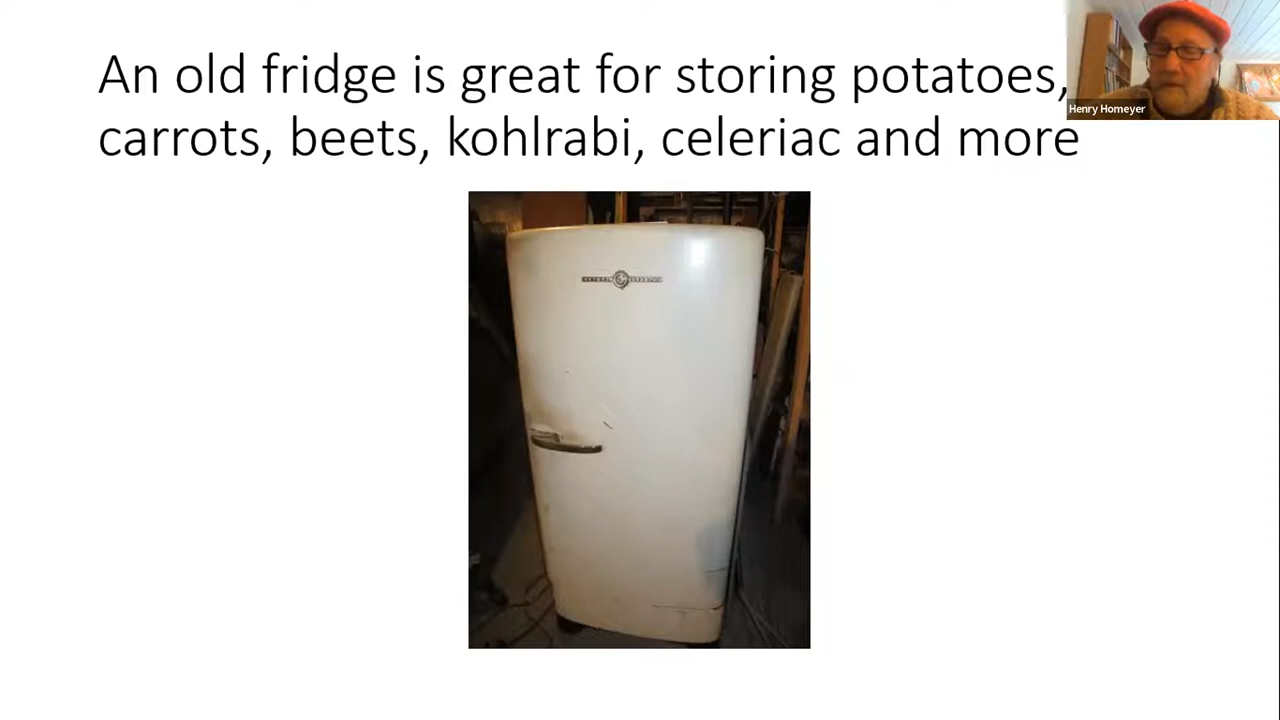 An old fridge is great for storing potatoes,
carrots, beets, kohlrabi, celeriac and more
Henry Homeyer